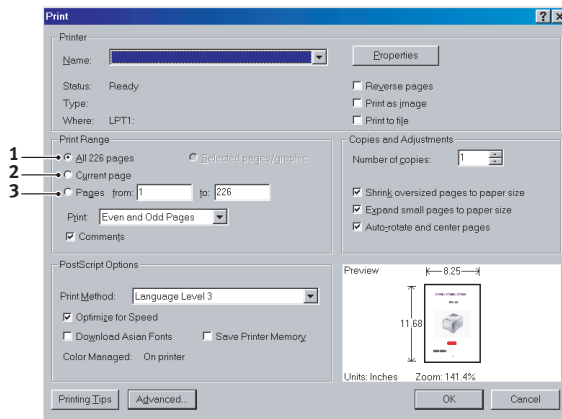 Print
Printer
Name:
Properties
Status: Ready
Type:
Where: LPT1:
Reverse pages
Print as image
Print to file
Print Range
1 All 226 pages
Selected pages/graphic
2 Current page
3 Pages from: 1 to: 226
Print: Even and Odd Pages
Comments
Copies and Adjustments
Number of copies: 1
Shrink oversized pages to paper size
Expand small pages to paper size
Auto-rotate and center pages
PostScript Options
Print Method: Language Level 3
Optimize for Speed
Download Asian Fonts
Save Printer Memory
Color Managed: On printer
Preview
8.25
11.68
Units: Inches Zoom: 141.4%
Printing Tips
Advanced...
OK
Cancel